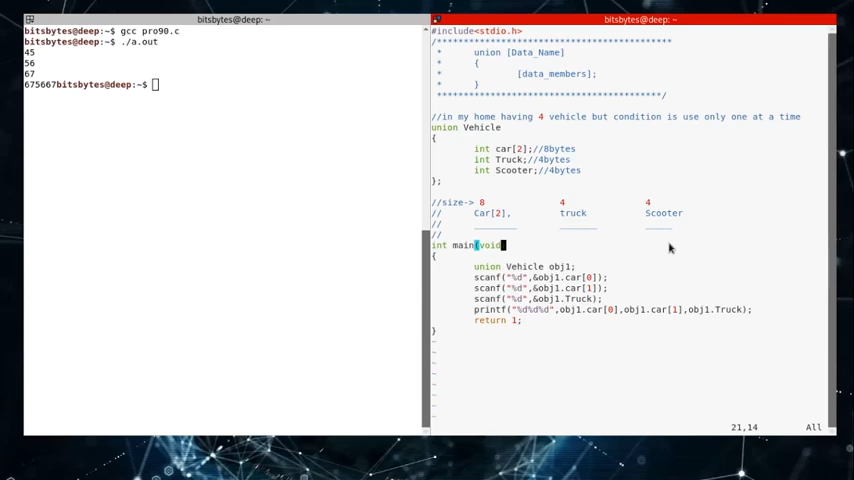 bitsbytes@deep: ~
bitsbytes@deep:~$ gcc pro90.c
bitsbytes@deep:~$ ./a.out
45
56
67
675667bitsbytes@deep:~$
bitsbytes@deep: ~
#include<stdio.h>
/********************************************
* union [Data_Name]
* {
* [data_members];
* }
******************************************/
//in my home having 4 vehicle but condition is use only one at a time
union Vehicle
{
int car[2];//8bytes
int Truck;//4bytes
int Scooter;//4bytes
};
//size-> 8 4 4
// Car[2], truck Scooter
// ________ _______ _____
//
int main(void
{
union Vehicle obj1;
scanf("%d",&obj1.car[0]);
scanf("%d",&obj1.car[1]);
scanf("%d",&obj1.Truck);
printf("%d%d%d",obj1.car[0],obj1.car[1],obj1.Truck);
return 1;
}
~
~
~
~
~
~
~
~
21,14 All